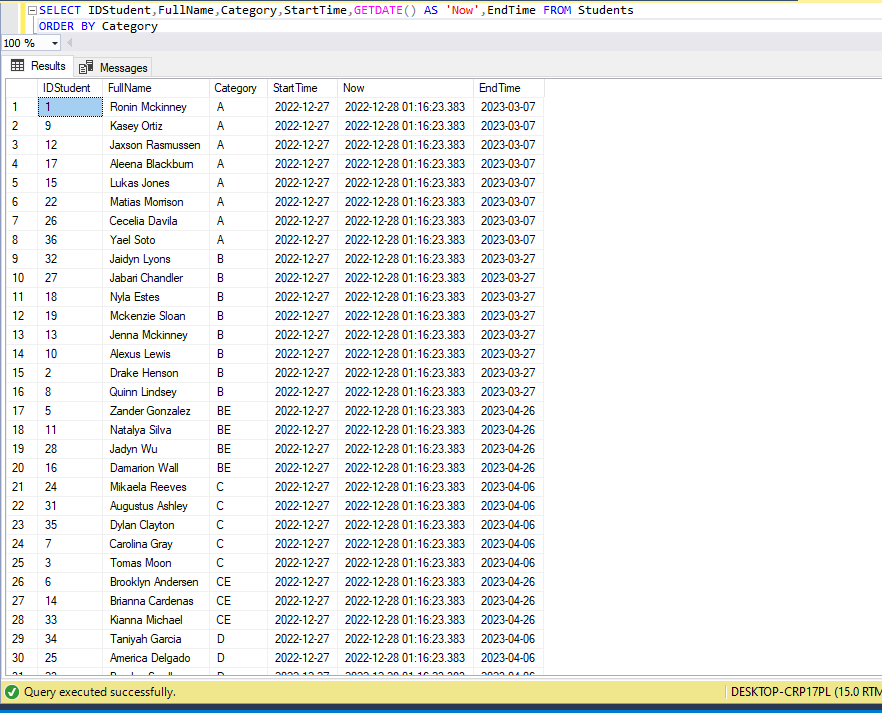 SELECT IDStudent,FullName,Category,StartTime,GETDATE() AS 'Now',EndTime FROM Students
ORDER BY Category
100 %
Results Messages
IDStudent FullName Category StartTime Now EndTime
1 1 Ronin Mckinney A 2022-12-27 2022-12-28 01:16:23.383 2023-03-07
2 9 Kasey Ortiz A 2022-12-27 2022-12-28 01:16:23.383 2023-03-07
3 12 Jaxson Rasmussen A 2022-12-27 2022-12-28 01:16:23.383 2023-03-07
4 17 Aleena Blackburn A 2022-12-27 2022-12-28 01:16:23.383 2023-03-07
5 15 Lukas Jones A 2022-12-27 2022-12-28 01:16:23.383 2023-03-07
6 22 Matias Morrison A 2022-12-27 2022-12-28 01:16:23.383 2023-03-07
7 26 Cecelia Davila A 2022-12-27 2022-12-28 01:16:23.383 2023-03-07
8 36 Yael Soto A 2022-12-27 2022-12-28 01:16:23.383 2023-03-07
9 32 Jaidyn Lyons B 2022-12-27 2022-12-28 01:16:23.383 2023-03-27
10 27 Jabari Chandler B 2022-12-27 2022-12-28 01:16:23.383 2023-03-27
11 18 Nyla Estes B 2022-12-27 2022-12-28 01:16:23.383 2023-03-27
12 19 Mckenzie Sloan B 2022-12-27 2022-12-28 01:16:23.383 2023-03-27
13 13 Jenna Mckinney B 2022-12-27 2022-12-28 01:16:23.383 2023-03-27
14 10 Alexus Lewis B 2022-12-27 2022-12-28 01:16:23.383 2023-03-27
15 2 Drake Henson B 2022-12-27 2022-12-28 01:16:23.383 2023-03-27
16 8 Quinn Lindsey B 2022-12-27 2022-12-28 01:16:23.383 2023-03-27
17 5 Zander Gonzalez BE 2022-12-27 2022-12-28 01:16:23.383 2023-04-26
18 11 Natalya Silva BE 2022-12-27 2022-12-28 01:16:23.383 2023-04-26
19 28 Jadyn Wu BE 2022-12-27 2022-12-28 01:16:23.383 2023-04-26
20 16 Damarion Wall BE 2022-12-27 2022-12-28 01:16:23.383 2023-04-26
21 24 Mikaela Reeves C 2022-12-27 2022-12-28 01:16:23.383 2023-04-06
22 31 Augustus Ashley C 2022-12-27 2022-12-28 01:16:23.383 2023-04-06
23 35 Dylan Clayton C 2022-12-27 2022-12-28 01:16:23.383 2023-04-06
24 7 Carolina Gray C 2022-12-27 2022-12-28 01:16:23.383 2023-04-06
25 3 Tomas Moon C 2022-12-27 2022-12-28 01:16:23.383 2023-04-06
26 6 Brooklyn Andersen CE 2022-12-27 2022-12-28 01:16:23.383 2023-04-26
27 14 Brianna Cardenas CE 2022-12-27 2022-12-28 01:16:23.383 2023-04-26
28 33 Kianna Michael CE 2022-12-27 2022-12-28 01:16:23.383 2023-04-26
29 34 Taniyah Garcia D 2022-12-27 2022-12-28 01:16:23.383 2023-04-06
30 25 America Delgado D 2022-12-27 2022-12-28 01:16:23.383 2023-04-06
Query executed successfully. DESKTOP-CRP17PL (15.0 RTM